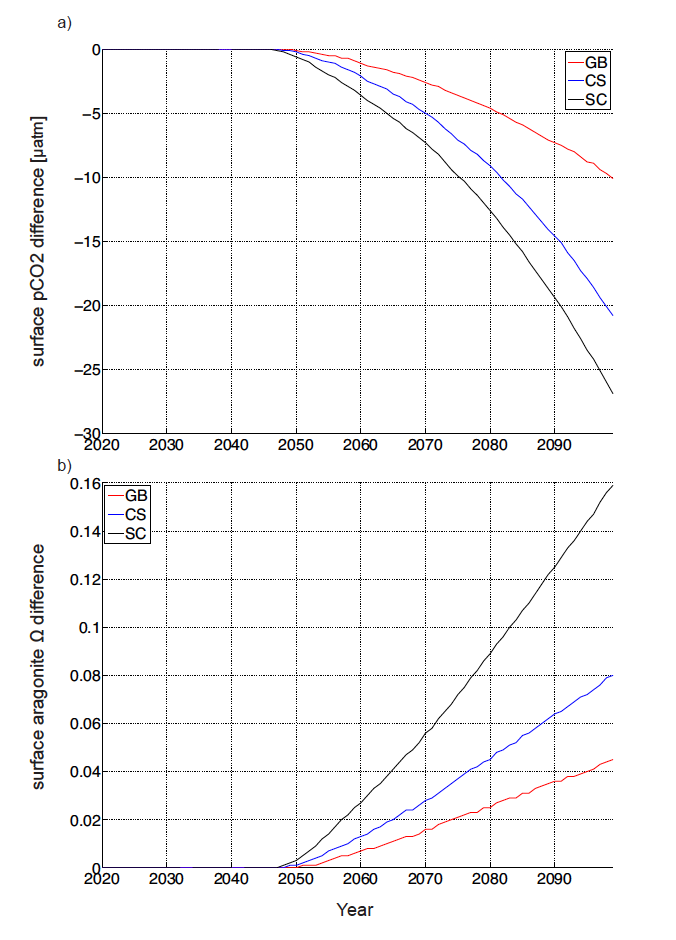 a)
surface pCO2 difference [µatm]
0
−5
−10
−15
−20
−25
−30
GB
CS
SC
2020 2030 2040 2050 2060 2070 2080 2090
b)
surface aragonite Ω difference
0.16
0.14
0.12
0.1
0.08
0.06
0.04
0.02
0
GB
CS
SC
2020 2030 2040 2050 2060 2070 2080 2090
Year